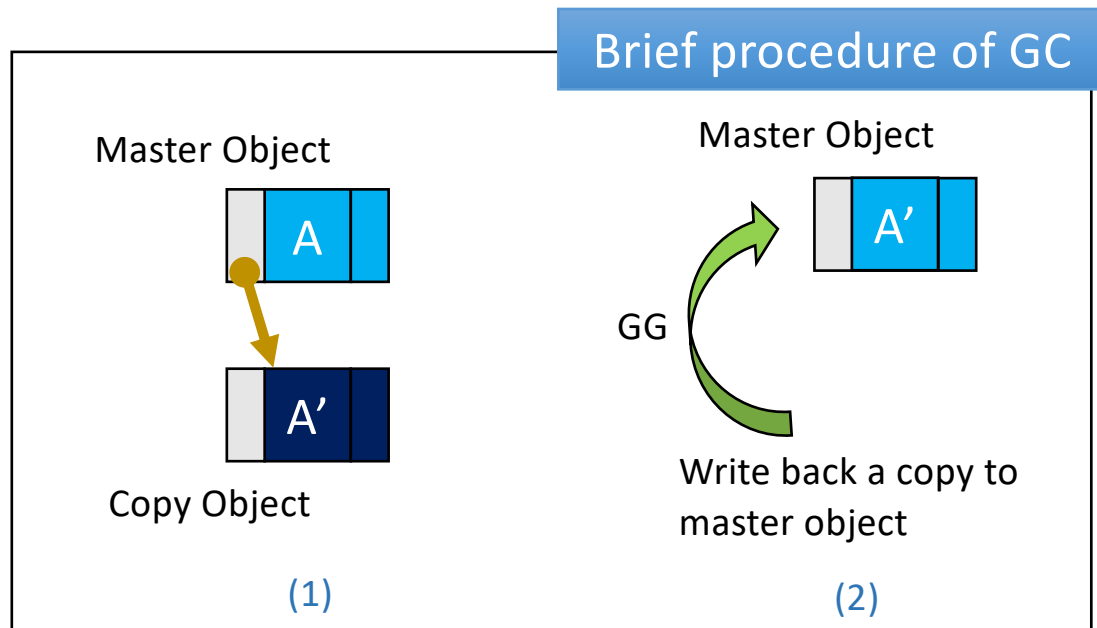 Brief procedure of GC
Master Object
A
A’
Copy Object
(1)
Master Object
A’
GG
Write back a copy to
master object
(2)